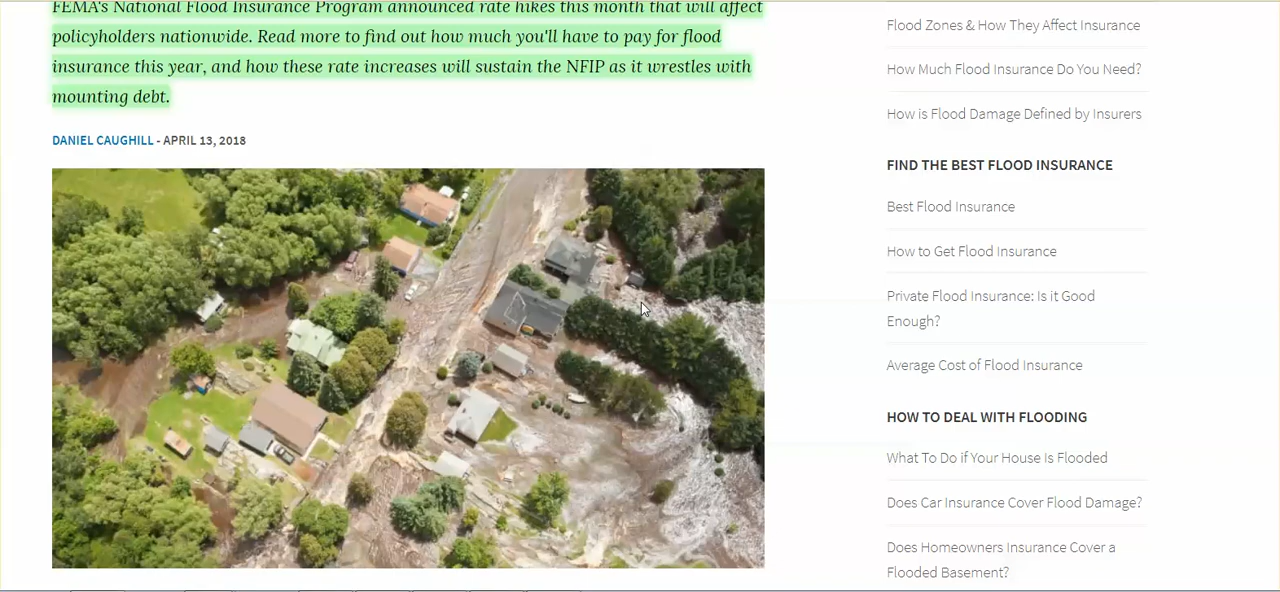 FEMA's National Flood Insurance Program announced rate hikes this month that will affect
policyholders nationwide. Read more to find out how much you'll have to pay for flood
insurance this year, and how these rate increases will sustain the NFIP as it wrestles with
mounting debt.
DANIEL CAUGHILL - APRIL 13, 2018
Flood Zones & How They Affect Insurance
How Much Flood Insurance Do You Need?
How is Flood Damage Defined by Insurers
FIND THE BEST FLOOD INSURANCE
Best Flood Insurance
How to Get Flood Insurance
Private Flood Insurance: Is it Good
Enough?
Average Cost of Flood Insurance
HOW TO DEAL WITH FLOODING
What To Do if Your House Is Flooded
Does Car Insurance Cover Flood Damage?
Does Homeowners Insurance Cover a
Flooded Basement?